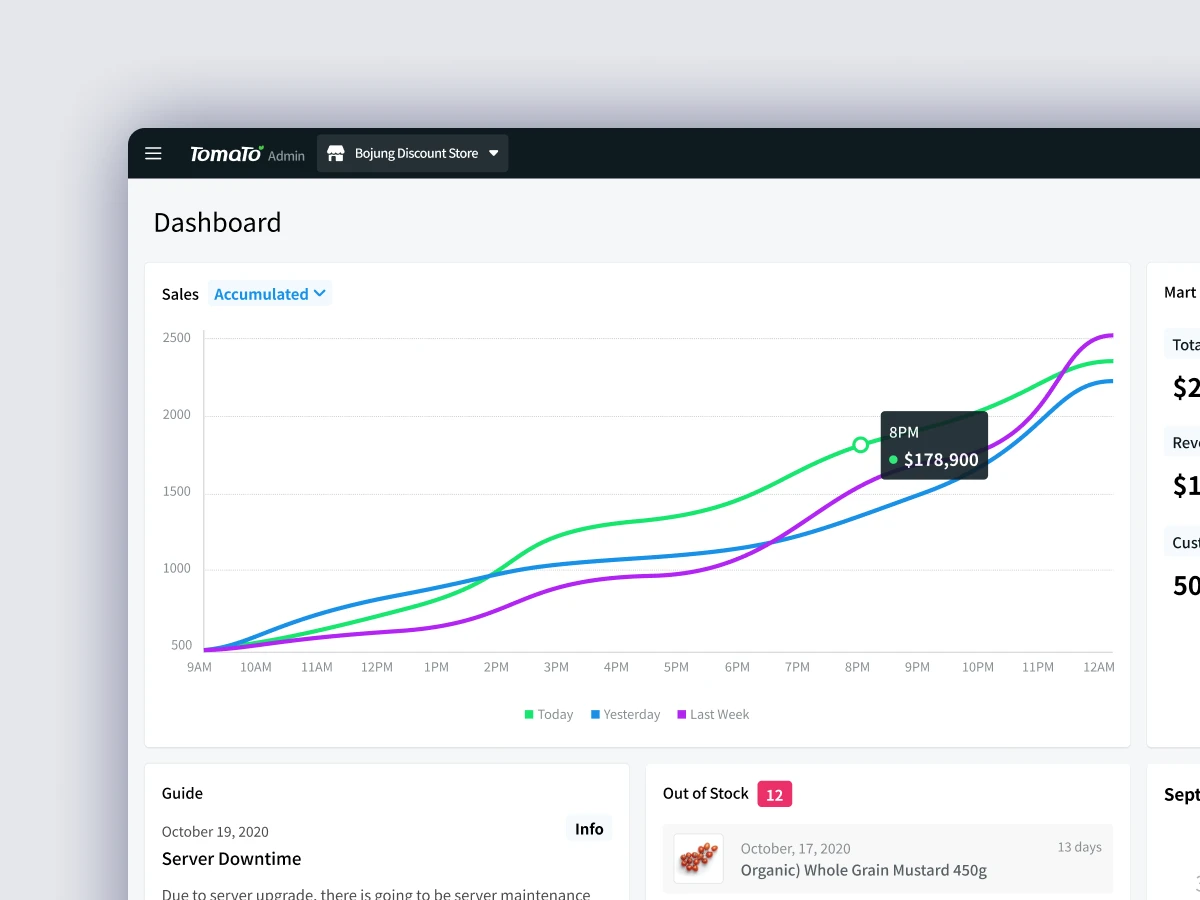 TomaTo Admin Bojung Discount Store
Dashboard
Sales Accumulated
2500
2000
1500
1000
500
9AM 10AM 11AM 12PM 1PM 2PM 3PM 4PM 5PM 6PM 7PM 8PM 9PM 10PM 11PM 12AM
8PM
$178,900
Today Yesterday Last Week
Mart
Tota
$2
Reve
$1
Cust
50
Guide
October 19, 2020
Info
Server Downtime
Due to server upgrade, there is going to be server maintenance
Out of Stock 12
October, 17, 2020
13 days
Organic) Whole Grain Mustard 450g
Sept